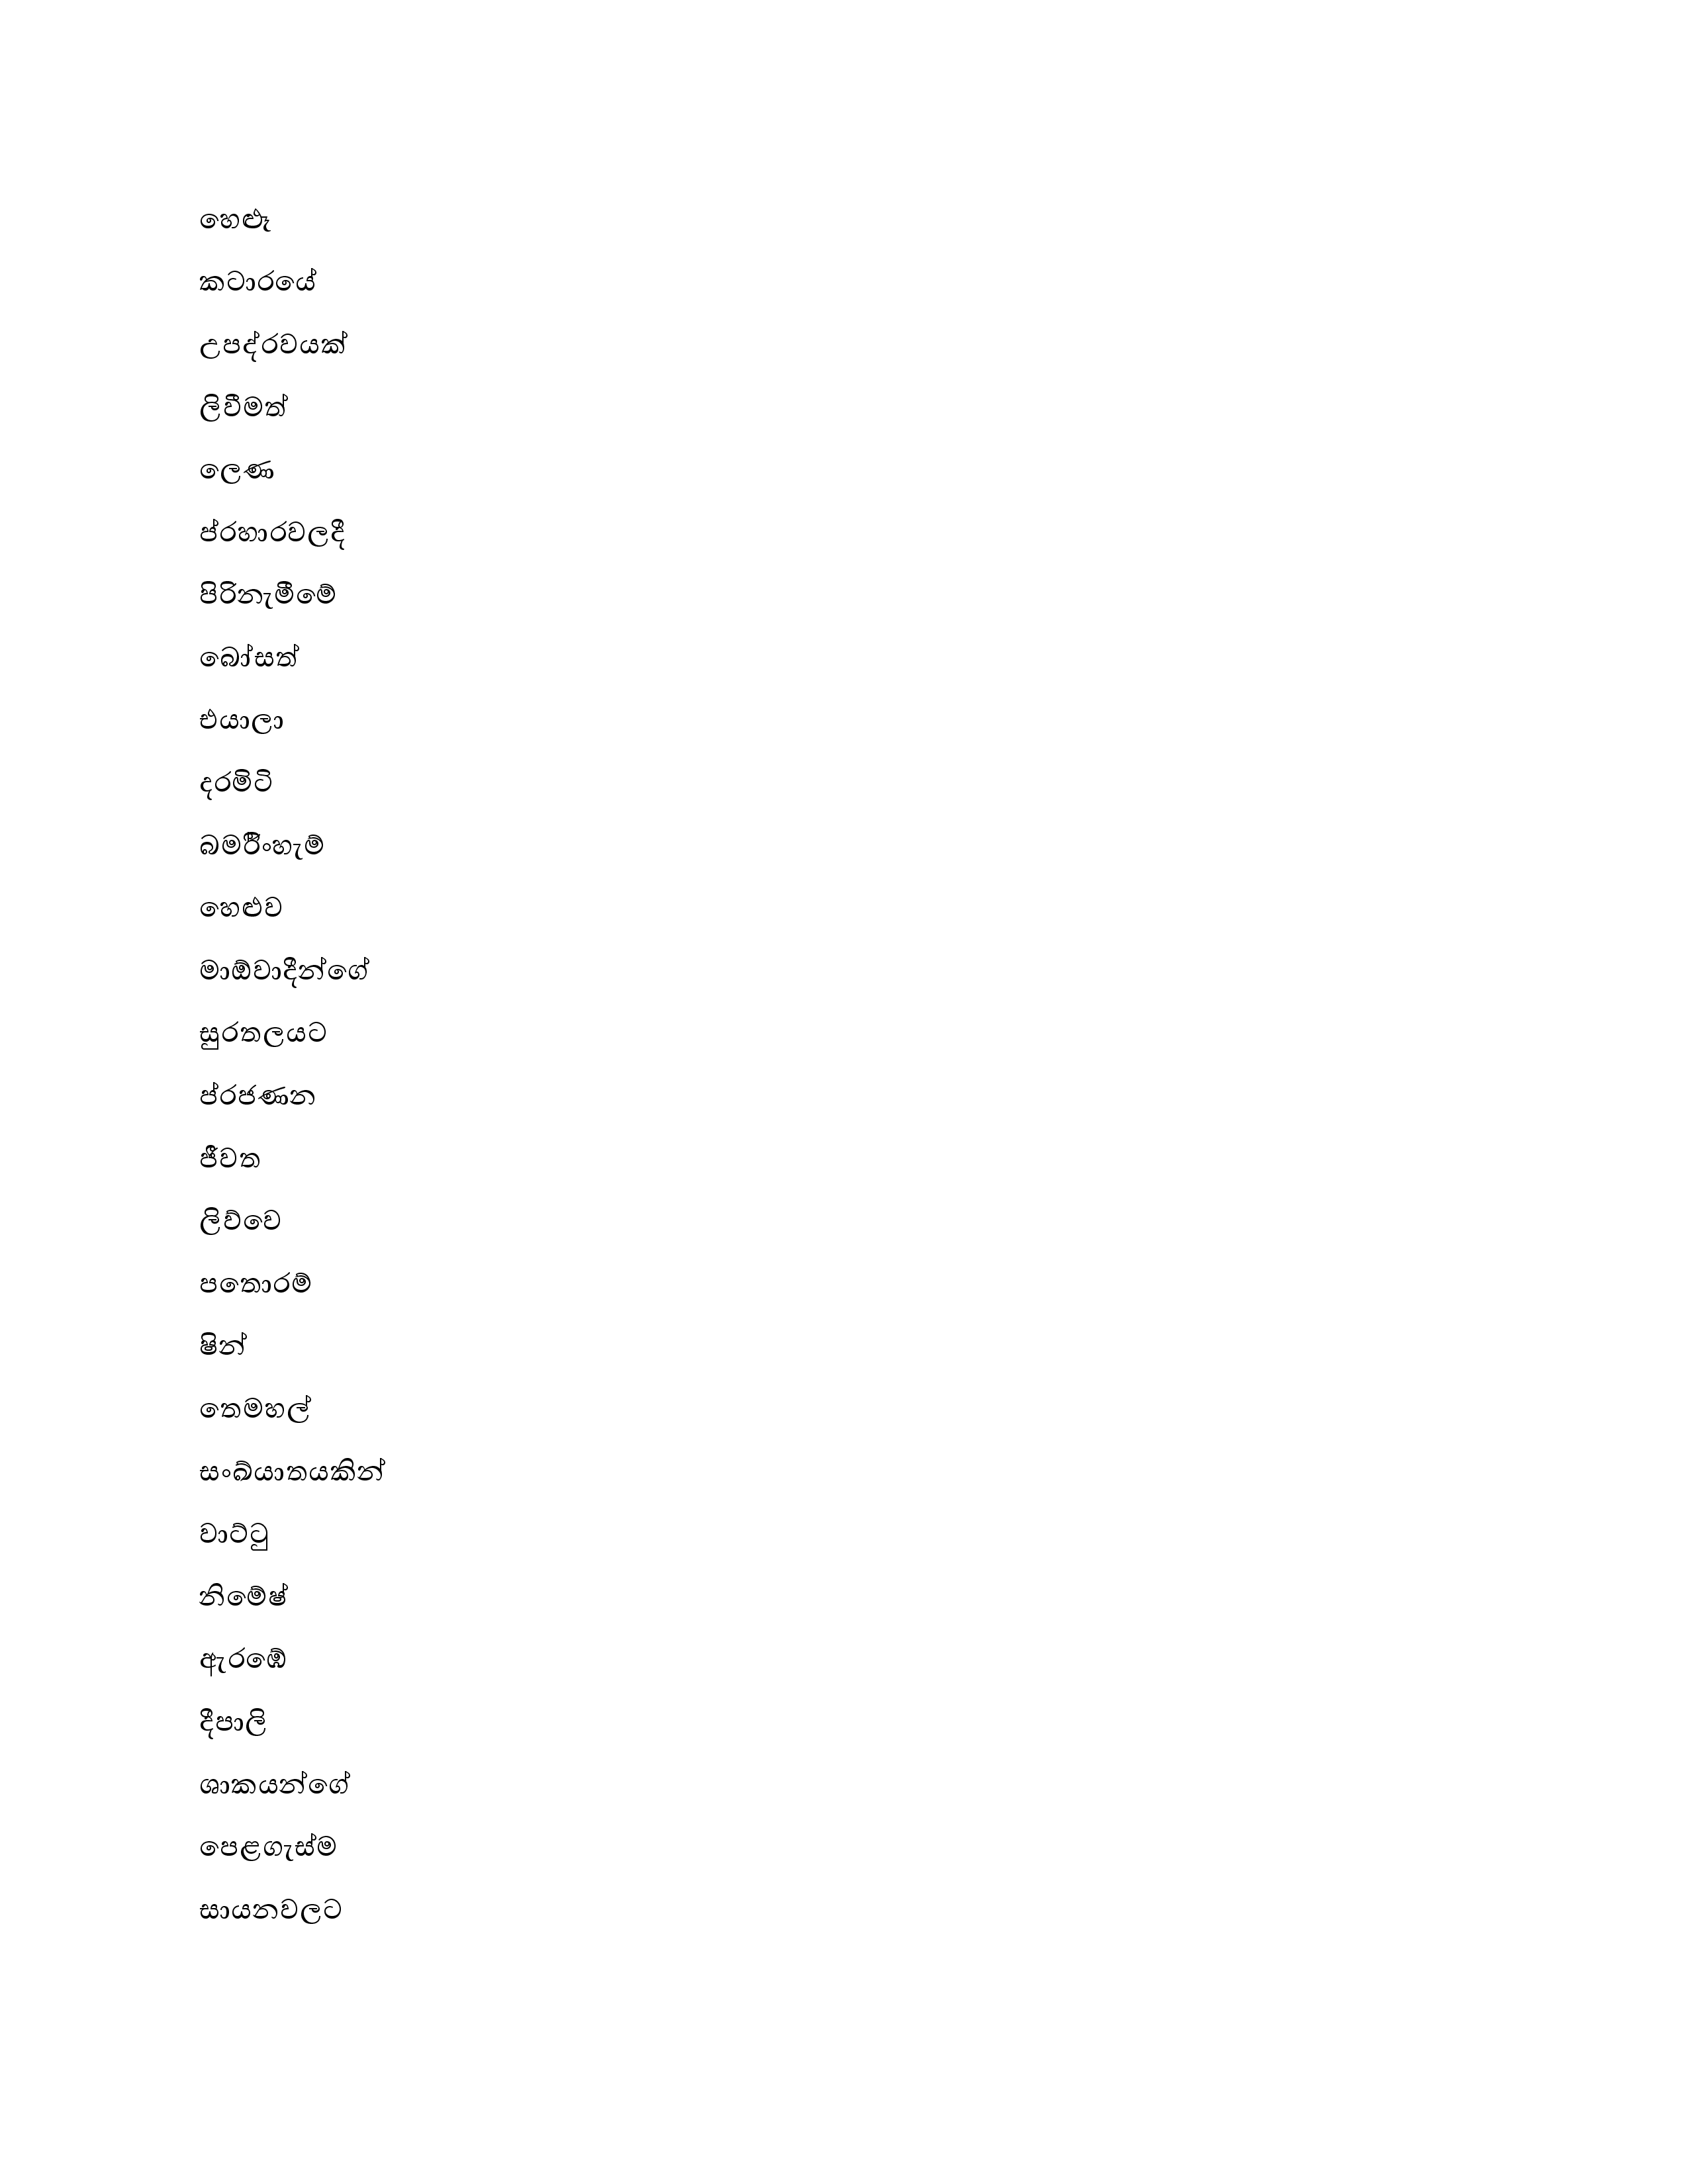 හෙළූ
කටාරයේ
උපද්රවයක්
ලිවීමත්
ලෙණ
ප්රහාරවලදී
පිරිනැමීමේ
බෝසත්
එයාලා
දරමිටි
බමර්ිංහැම්
හෙළුව
මාඕවාදීන්ගේ
සුරතලයට
ප්රජණන
ජීවත
ලිව්වෙ
පතොරම්
ෂින්
තෙමහල්
සංඛ්යාතයකින්
වාට්ටු
නිමේෂ්
ඇරඹේ
දීපාලි
ශාකයන්ගේ
පෙළගැස්ම
සායනවලට